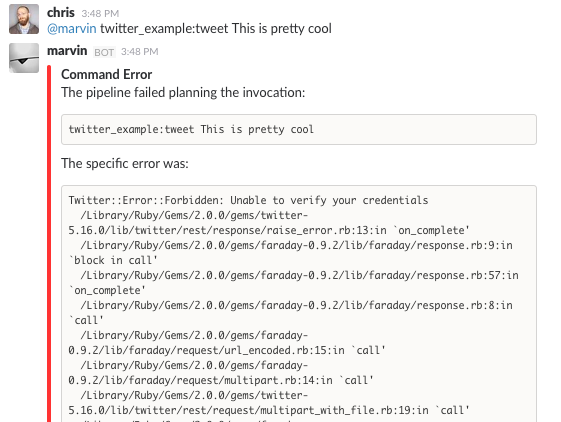 chris 3:48 PM
@marvin twitter_example:tweet This is pretty cool
marvin BOT 3:48 PM
Command Error
The pipeline failed planning the invocation:
twitter_example:tweet This is pretty cool
The specific error was:
Twitter::Error::Forbidden: Unable to verify your credentials
/Library/Ruby/Gems/2.0.0/gems/twitter-
5.16.0/lib/twitter/rest/response/raise_error.rb:13:in `on_complete'
/Library/Ruby/Gems/2.0.0/gems/faraday-0.9.2/lib/faraday/response.rb:9:in
`block in call'
/Library/Ruby/Gems/2.0.0/gems/faraday-0.9.2/lib/faraday/response.rb:57:in
`on_complete'
/Library/Ruby/Gems/2.0.0/gems/faraday-0.9.2/lib/faraday/response.rb:8:in
`call'
/Library/Ruby/Gems/2.0.0/gems/faraday-
0.9.2/lib/faraday/request/url_encoded.rb:15:in `call'
/Library/Ruby/Gems/2.0.0/gems/faraday-
0.9.2/lib/faraday/request/multipart.rb:14:in `call'
/Library/Ruby/Gems/2.0.0/gems/twitter-
5.16.0/lib/twitter/rest/request/multipart_with_file.rb:19:in `call'